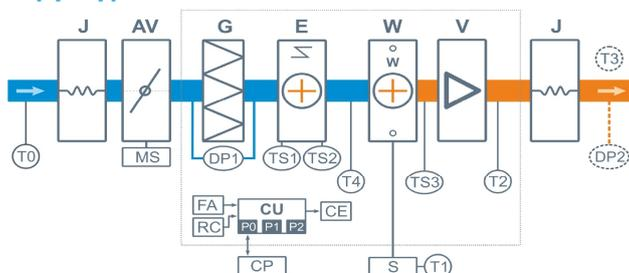 J AV G E W V J
w
T3
T0
MS
DP1
TS1
TS2
T4
TS3
T2
DP2
FA
RC
CU
P0 P1 P2
CE
CP
S
T1